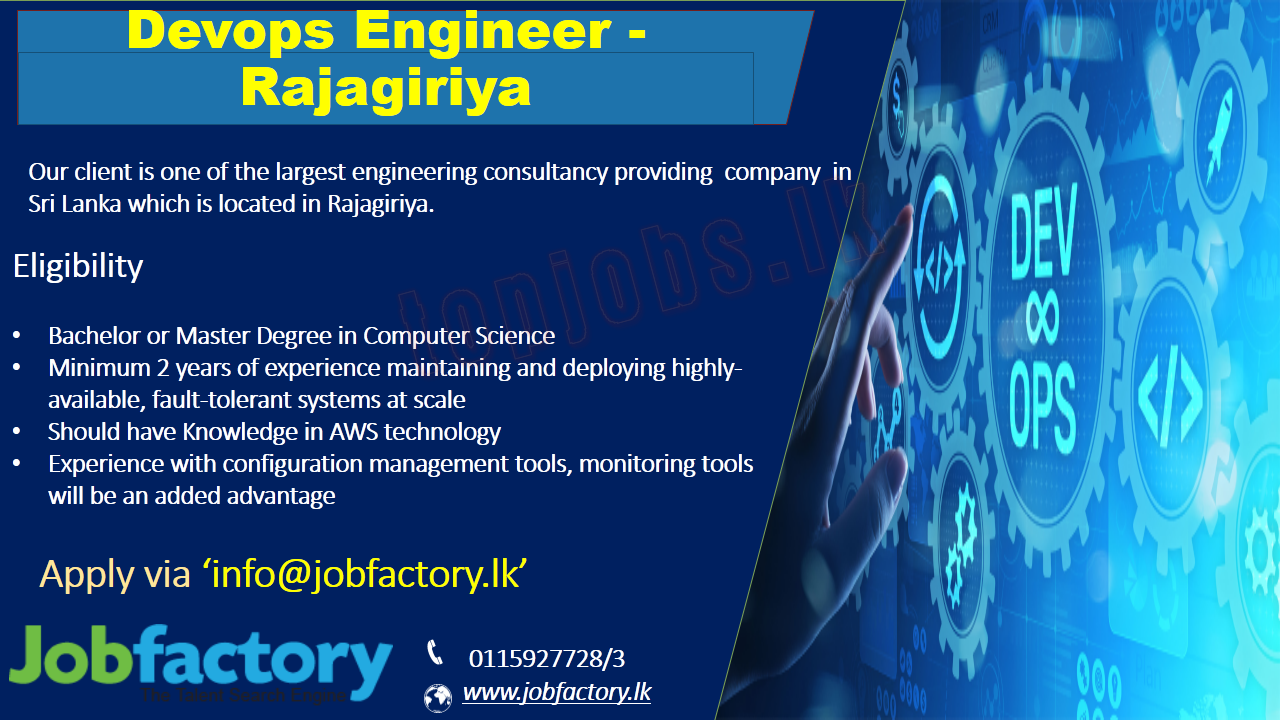 Devops Engineer -
Rajagiriya
Our client is one of the largest engineering consultancy providing company in
Sri Lanka which is located in Rajagiriya.
Eligibility
• Bachelor or Master Degree in Computer Science
• Minimum 2 years of experience maintaining and deploying highly-
available, fault-tolerant systems at scale
• Should have Knowledge in AWS technology
• Experience with configuration management tools, monitoring tools
will be an added advantage
Apply via ‘info@jobfactory.lk’
Jobfactory
The Talent Search Engine
0115927728/3
www.jobfactory.lk
topjobs.lk
DEV
OPS
</>
</>
$
CRM
Plan